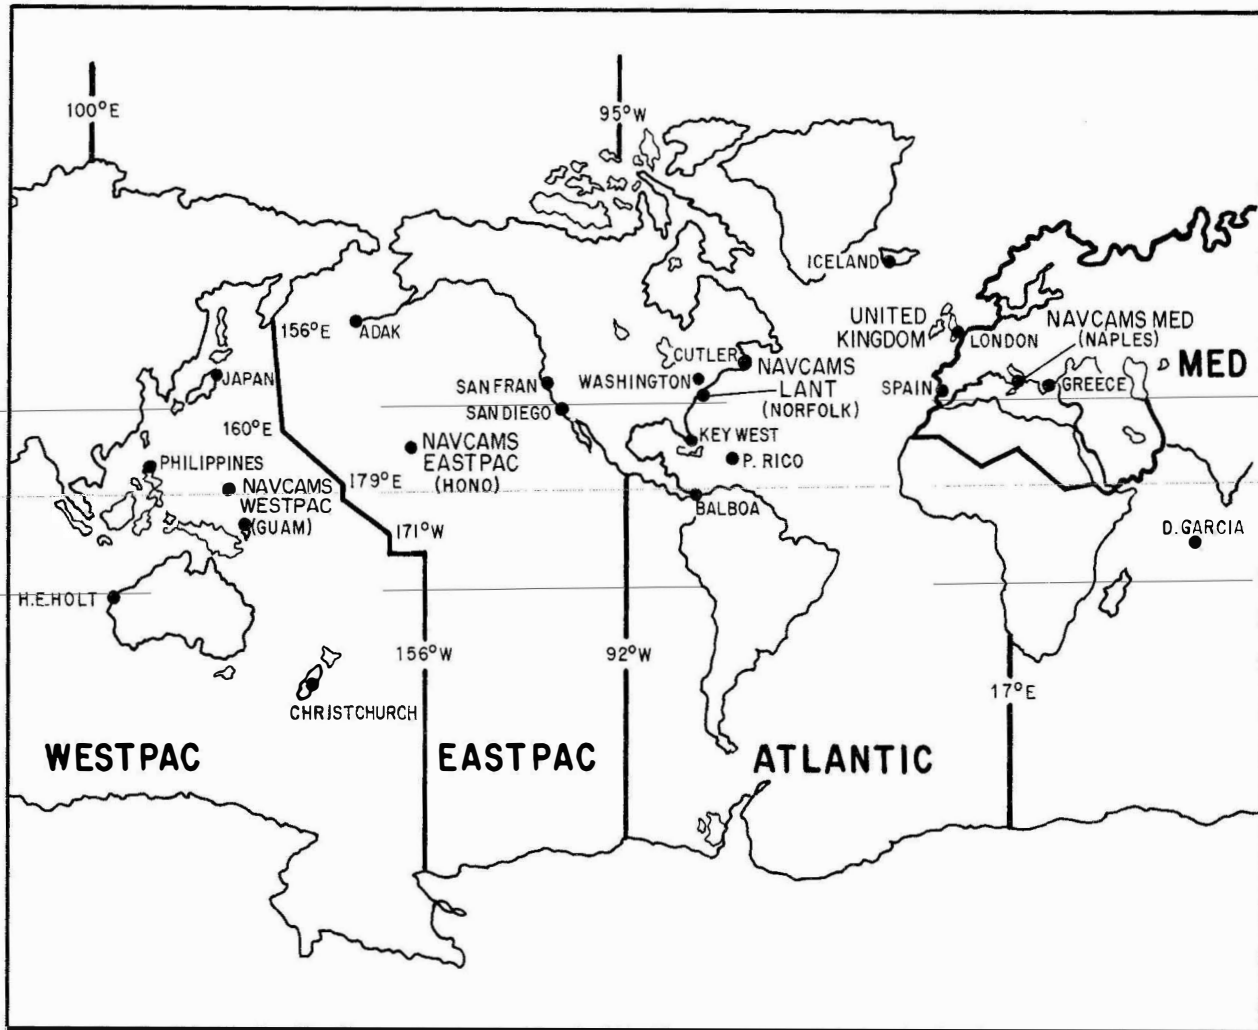 100°E
95°W
ICELAND
156°E
ADAK
UNITED
KINGDOM
LONDON
NAVCAMS MED
(NAPLES)
MED
JAPAN
SAN FRAN
SAN DIEGO
CUTLER
WASHINGTON
NAVCAMS
LANT
(NORFOLK)
SPAIN
GREECE
160°E
NAVCAMS
EASTPAC
(HONO)
KEY WEST
P. RICO
PHILIPPINES
179°E
NAVCAMS
WESTPAC
(GUAM)
BALBOA
171°W
D. GARCIA
H.E.HOLT
156°W
92°W
17°E
CHRISTCHURCH
WESTPAC
EASTPAC
ATLANTIC